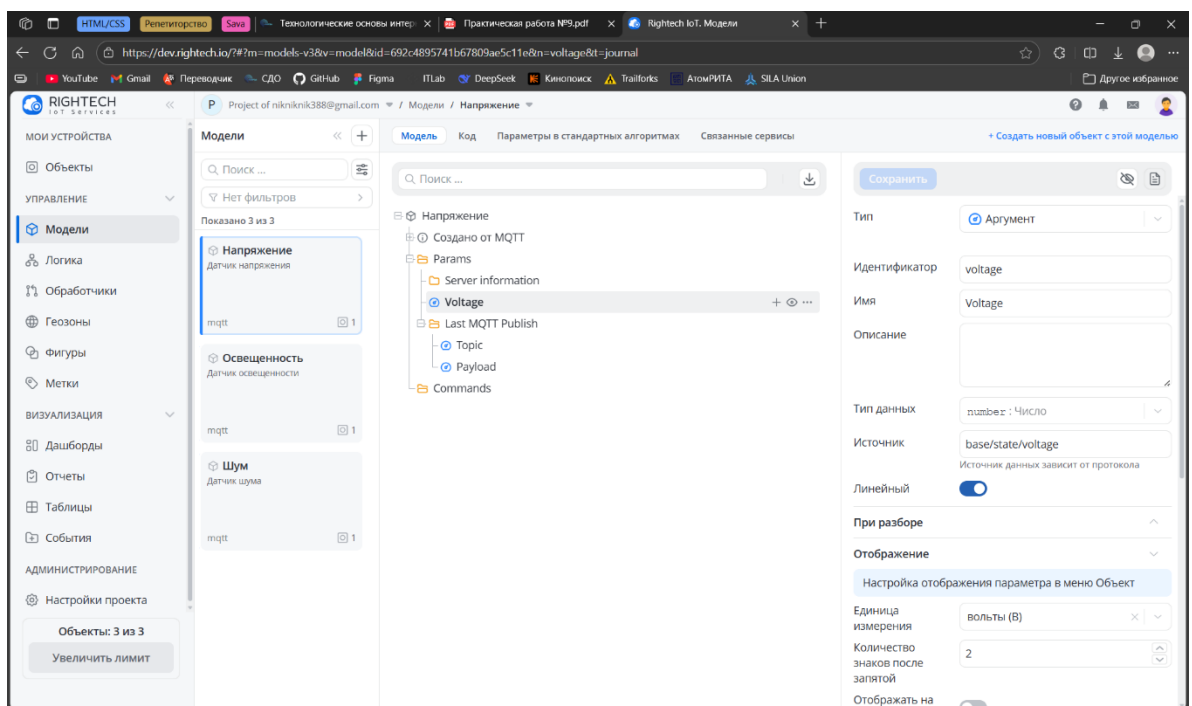 HTML/CSS Репетиторство Sava Технологические основы интер Практическая работа №9.pdf Rightech IoT. Модели
https://dev.rightech.io/?#?m=models-v3&v=model&id=692c4895741b67809ae5c11e&n=voltage&t=journal
YouTube Gmail Переводчик СДО GitHub Figma ITLab DeepSeek Кинопоиск Trailforks АтомРИТА SILA Union Другое избранное
RIGHTECH
IoT Services
P Project of nikniknik388@gmail.com / Модели / Напряжение
МОИ УСТРОЙСТВА
Объекты
УПРАВЛЕНИЕ
Модели
Логика
Обработчики
Геозоны
Фигуры
Метки
ВИЗУАЛИЗАЦИЯ
Дашборды
Отчеты
Таблицы
События
АДМИНИСТРИРОВАНИЕ
Настройки проекта
Объекты: 3 из 3
Увеличить лимит
Модели
Поиск ...
Нет фильтров
Показано 3 из 3
Напряжение
Датчик напряжения
mqtt 1
Освещенность
Датчик освещенности
mqtt 1
Шум
Датчик шума
mqtt 1
Модель Код Параметры в стандартных алгоритмах Связанные сервисы
+ Создать новый объект с этой моделью
Поиск ...
Напряжение
Создано от MQTT
Params
Server information
Voltage
Last MQTT Publish
Topic
Payload
Commands
Сохранить
Тип Аргумент
Идентификатор voltage
Имя Voltage
Описание
Тип данных number : Число
Источник base/state/voltage
Источник данных зависит от протокола
Линейный
При разборе
Отображение
Настройка отображения параметра в меню Объект
Единица
измерения
вольты (В)
Количество
знаков после
запятой
2
Отображать на